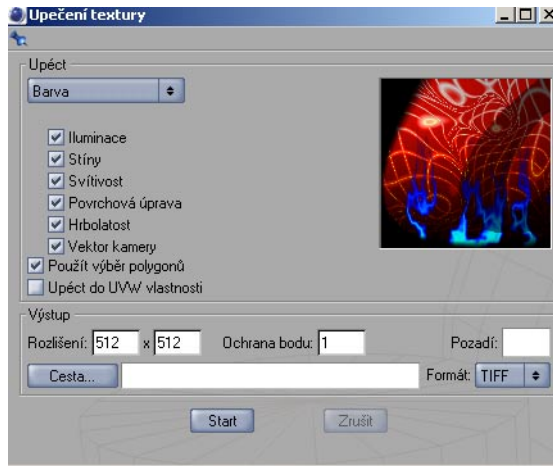 Upečení textury
Upéct
Barva
Iluminace
Stíny
Svítivost
Povrchová úprava
Hrbolatost
Vektor kamery
Použít výběr polygonů
Upéct do UVW vlastnosti
Výstup
Rozlišení: 512 x 512 Ochrana bodu: 1 Pozadí:
Cesta... Formát: TIFF
Start Zrušit